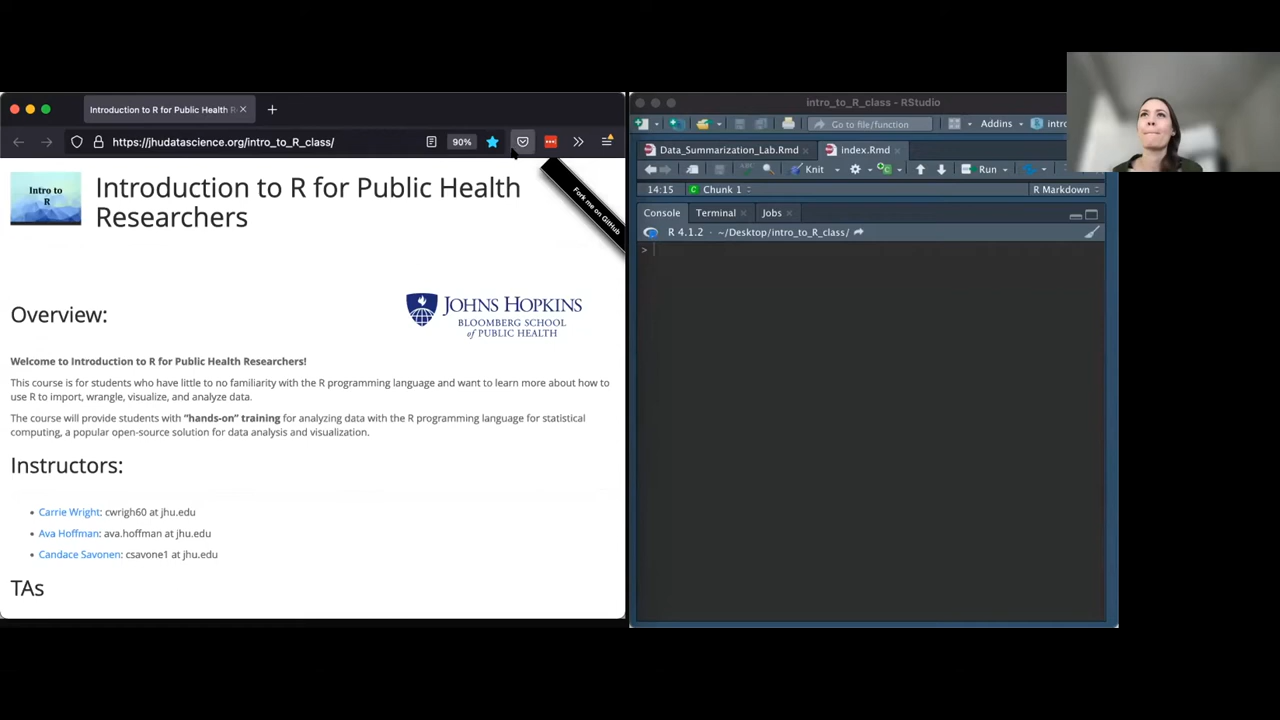 Introduction to R for Public Health R
https://jhudatascience.org/intro_to_R_class/
90%
Intro to
R
Introduction to R for Public Health
Researchers
Fork me on GitHub
Overview:
JOHNS HOPKINS
BLOOMBERG SCHOOL
of PUBLIC HEALTH
Welcome to Introduction to R for Public Health Researchers!
This course is for students who have little to no familiarity with the R programming language and want to learn more about how to
use R to import, wrangle, visualize, and analyze data.
The course will provide students with “hands-on” training for analyzing data with the R programming language for statistical
computing, a popular open-source solution for data analysis and visualization.
Instructors:
Carrie Wright: cwrigh60 at jhu.edu
Ava Hoffman: ava.hoffman at jhu.edu
Candace Savonen: csavone1 at jhu.edu
TAs
intro_to_R_class - RStudio
Go to file/function
Addins
intro
Data_Summarization_Lab.Rmd
index.Rmd
Knit
Run
14:15
Chunk 1
R Markdown
Console
Terminal
Jobs
R 4.1.2 · ~/Desktop/intro_to_R_class/
>